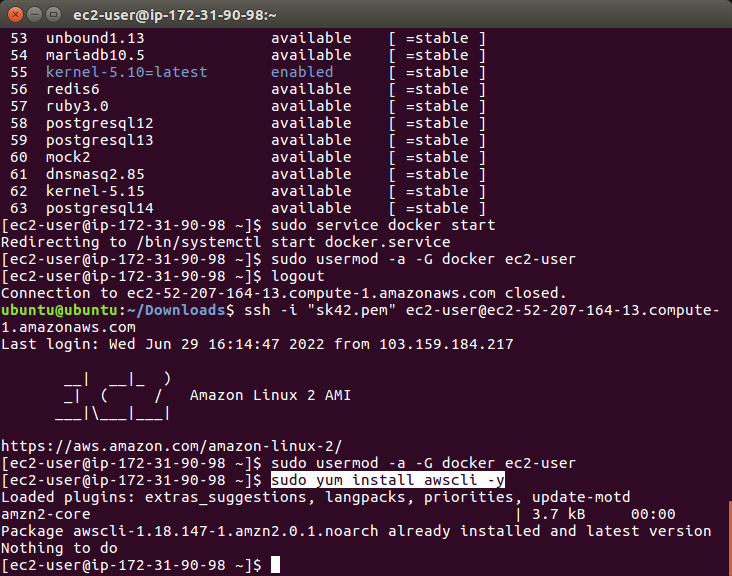 ec2-user@ip-172-31-90-98:~
53 unbound1.13 available [ =stable ]
54 mariadb10.5 available [ =stable ]
55 kernel-5.10=latest enabled [ =stable ]
56 redis6 available [ =stable ]
57 ruby3.0 available [ =stable ]
58 postgresql12 available [ =stable ]
59 postgresql13 available [ =stable ]
60 mock2 available [ =stable ]
61 dnsmasq2.85 available [ =stable ]
62 kernel-5.15 available [ =stable ]
63 postgresql14 available [ =stable ]
[ec2-user@ip-172-31-90-98 ~]$ sudo service docker start
Redirecting to /bin/systemctl start docker.service
[ec2-user@ip-172-31-90-98 ~]$ sudo usermod -a -G docker ec2-user
[ec2-user@ip-172-31-90-98 ~]$ logout
Connection to ec2-52-207-164-13.compute-1.amazonaws.com closed.
ubuntu@ubuntu:~/Downloads$ ssh -i "sk42.pem" ec2-user@ec2-52-207-164-13.compute-
1.amazonaws.com
Last login: Wed Jun 29 16:14:47 2022 from 103.159.184.217
       __|  __|_  )
       _|  (     /   Amazon Linux 2 AMI
      ___|\___|___|
https://aws.amazon.com/amazon-linux-2/
[ec2-user@ip-172-31-90-98 ~]$ sudo usermod -a -G docker ec2-user
[ec2-user@ip-172-31-90-98 ~]$ sudo yum install awscli -y
Loaded plugins: extras_suggestions, langpacks, priorities, update-motd
amzn2-core | 3.7 kB 00:00
Package awscli-1.18.147-1.amzn2.0.1.noarch already installed and latest version
Nothing to do
[ec2-user@ip-172-31-90-98 ~]$